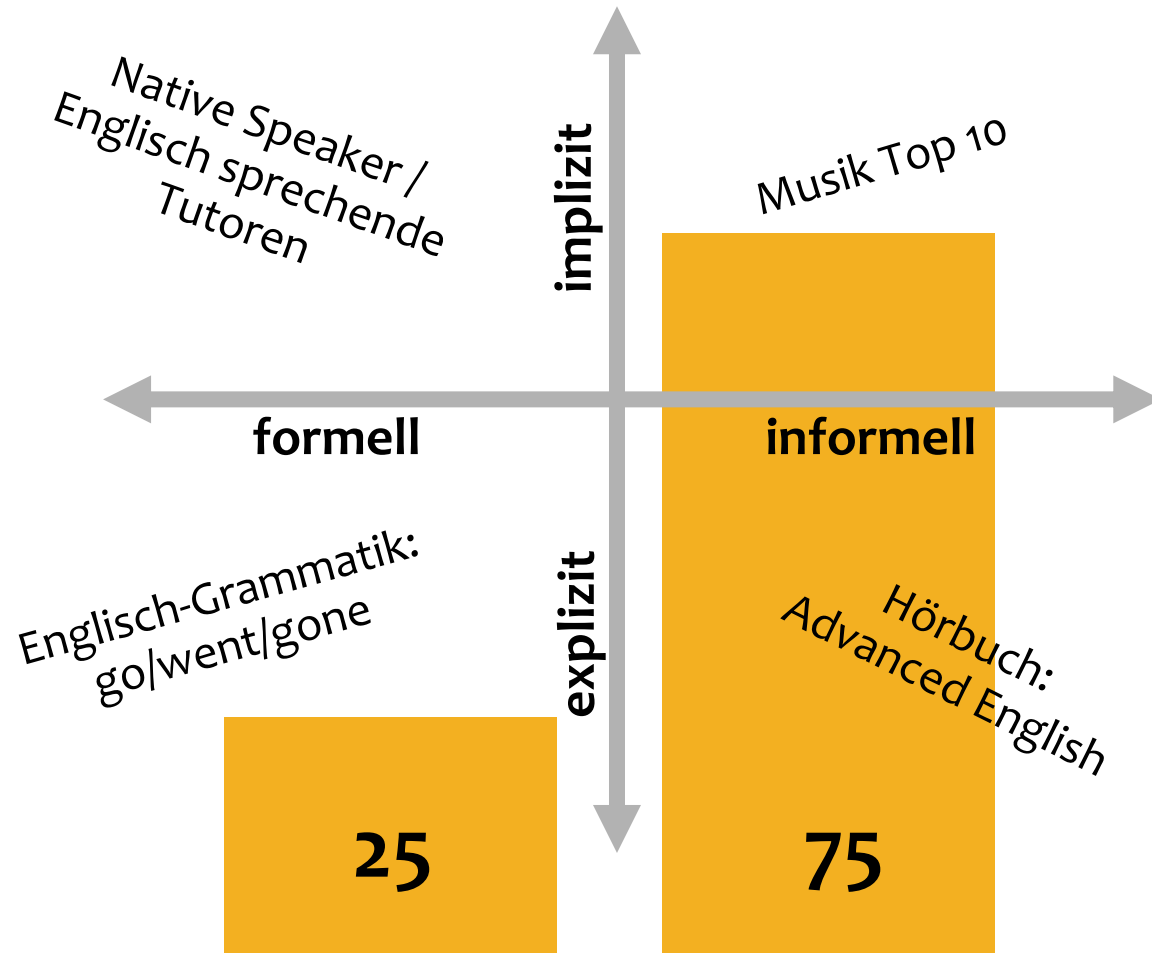 Native Speaker /
Englisch sprechende
Tutoren
implizit
Musik Top 10
formell
informell
Englisch-Grammatik:
go/went/gone
explizit
Hörbuch:
Advanced English
25
75